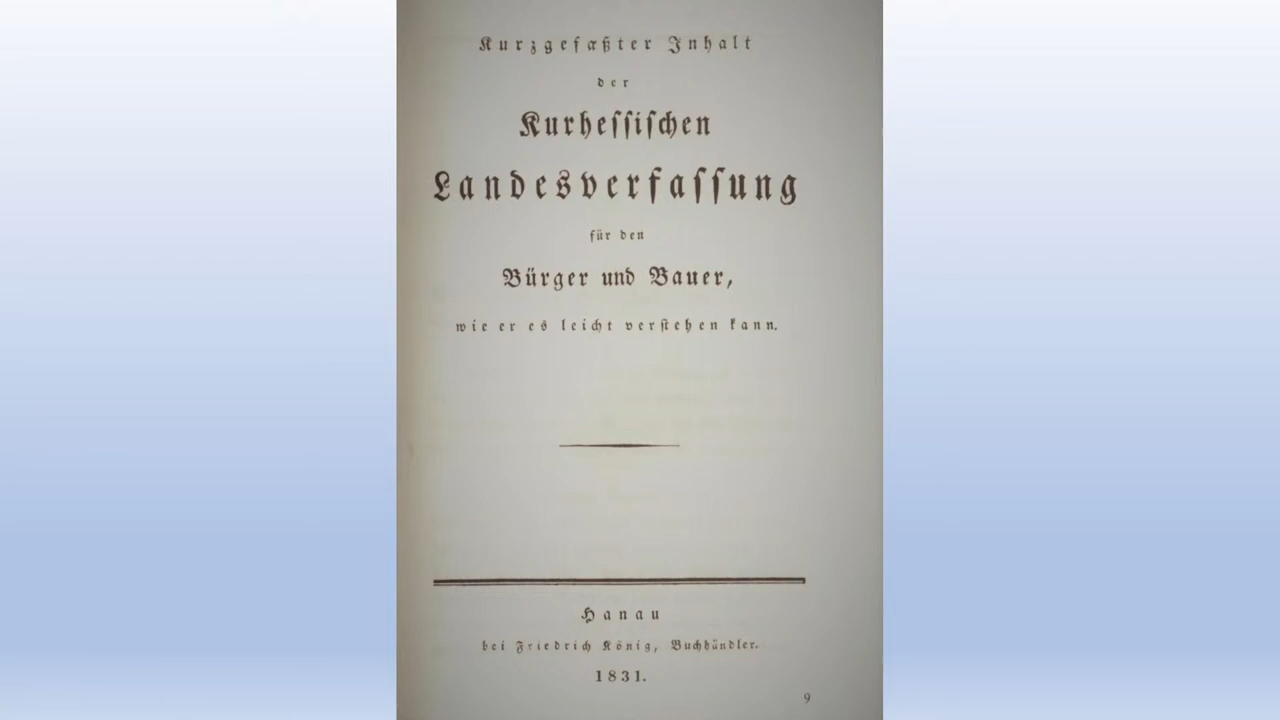 Kurzgefaßter Inhalt
der
Kurheſſiſchen
Landesverfaſſung
für den
Bürger und Bauer,
wie er es leicht verſtehen kann.
Hanau
bei Friedrich König, Buchhändler.
1831.
9